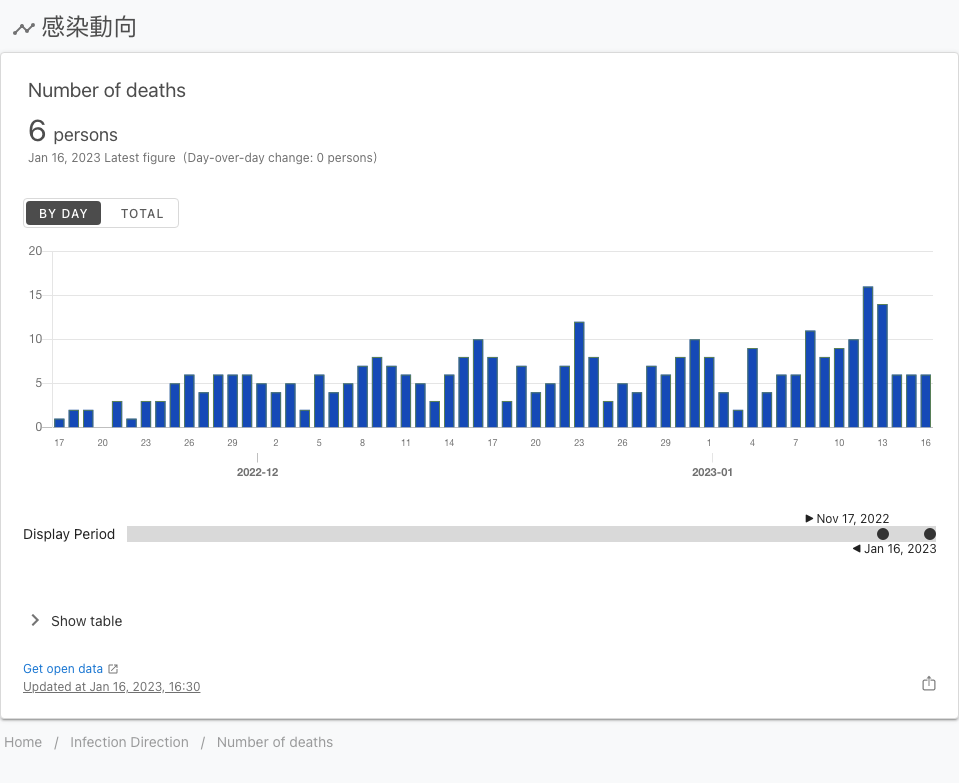 感染動向
Number of deaths
6 persons
Jan 16, 2023 Latest figure (Day-over-day change: 0 persons)
BY DAY TOTAL
20
15
10
5
0
17 20 23 26 29 2 5 8 11 14 17 20 23 26 29 1 4 7 10 13 16
2022-12 2023-01
Nov 17, 2022
Display Period
Jan 16, 2023
Show table
Get open data
Updated at Jan 16, 2023, 16:30
Home / Infection Direction / Number of deaths